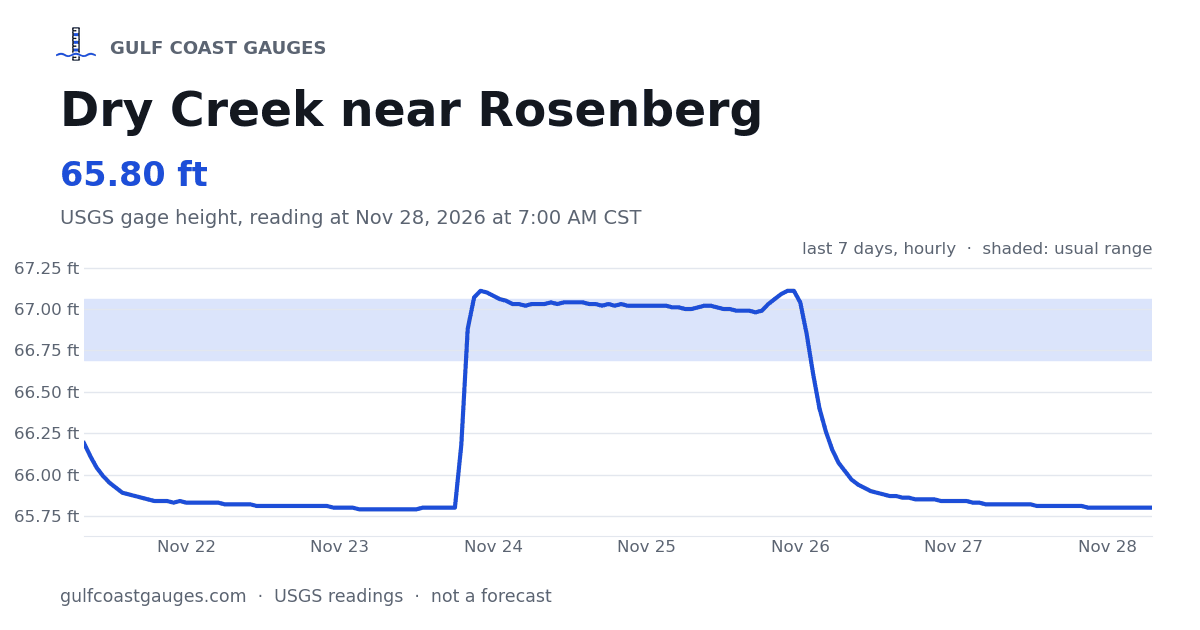 GULF COAST GAUGES
Dry Creek near Rosenberg
65.80 ft
USGS gage height, reading at Nov 28, 2026 at 7:00 AM CST
last 7 days, hourly · shaded: usual range
67.25 ft
67.00 ft
66.75 ft
66.50 ft
66.25 ft
66.00 ft
65.75 ft
Nov 22 Nov 23 Nov 24 Nov 25 Nov 26 Nov 27 Nov 28
gulfcoastgauges.com · USGS readings · not a forecast